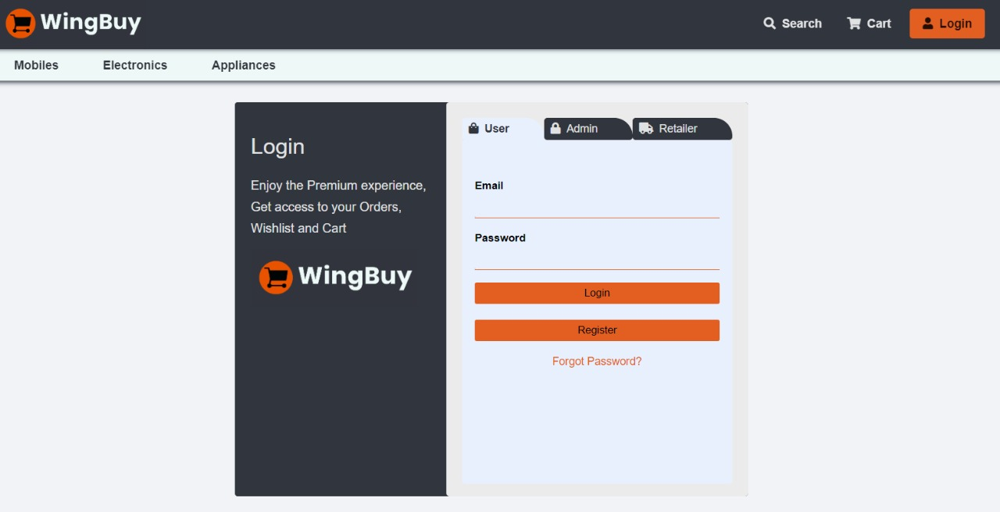 WingBuy
Search Cart Login
Mobiles Electronics Appliances
Login
Enjoy the Premium experience,
Get access to your Orders,
Wishlist and Cart
WingBuy
User Admin Retailer
Email
Password
Login
Register
Forgot Password?